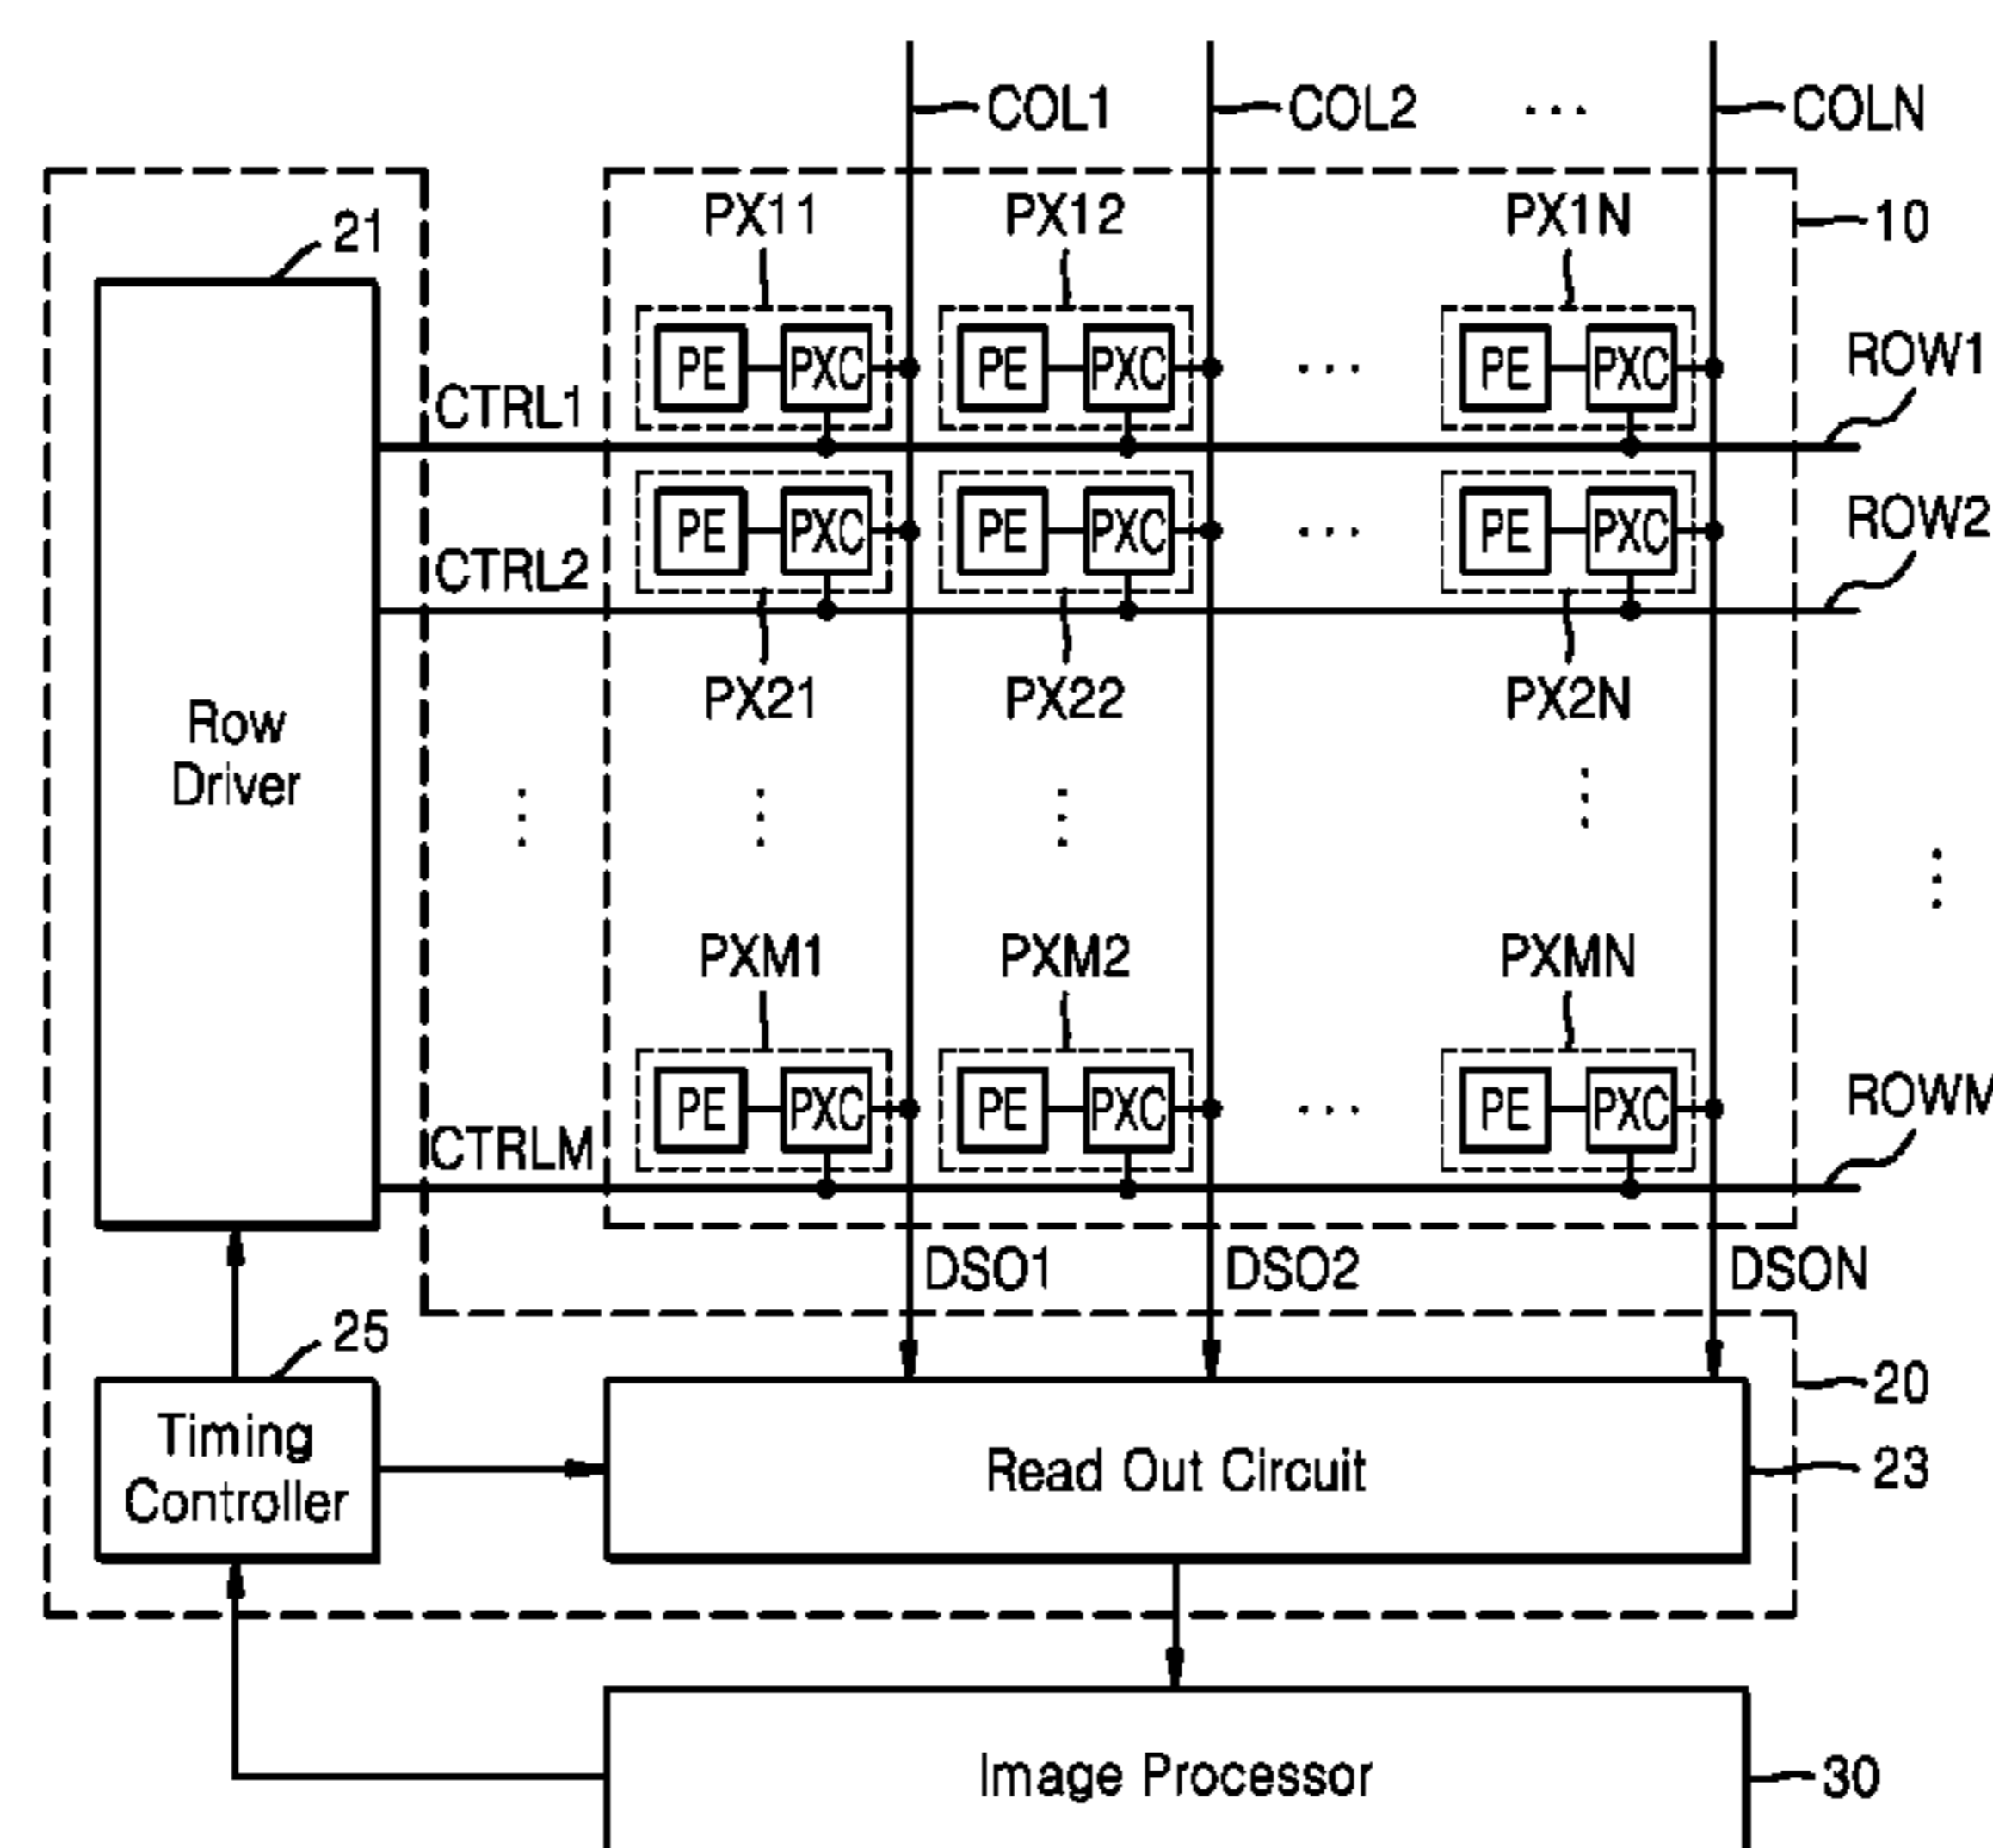 COL1 COL2 ... COLN
PX11 PX12 PX1N 10
21
PE PXC PE PXC ... PE PXC ROW1
CTRL1
PE PXC PE PXC ... PE PXC ROW2
CTRL2
PX21 PX22 PX2N
Row
Driver
PXM1 PXM2 PXMN
PE PXC PE PXC ... PE PXC ROWM
CTRLM
DSO1 DSO2 DSON
25
20
Timing
Controller
Read Out Circuit 23
Image Processor 30